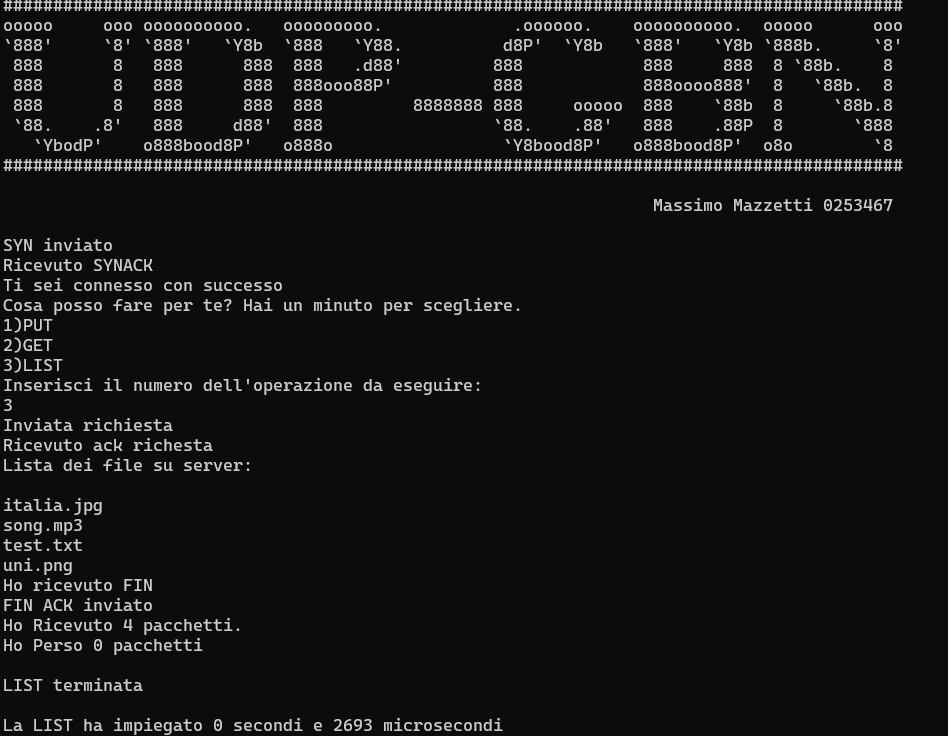 ##########################################################################################
ooooo     ooo oooooooooo.   ooooooooo.             .oooooo.    oooooooooo.  ooooo      ooo
`888'     `8' `888'   `Y8b  `888   `Y88.          d8P'  `Y8b   `888'   `Y8b `888b.     `8'
 888       8   888      888  888   .d88'         888            888     888  8 `88b.    8
 888       8   888      888  888ooo88P'          888            888oooo888'  8   `88b.  8
 888       8   888      888  888         8888888 888     ooooo  888    `88b  8     `88b.8
 `88.    .8'   888     d88'  888                 `88.    .88'   888    .88P  8       `888
   `YbodP'    o888bood8P'   o888o                 `Y8bood8P'   o888bood8P'  o8o        `8
##########################################################################################
Massimo Mazzetti 0253467
SYN inviato
Ricevuto SYNACK
Ti sei connesso con successo
Cosa posso fare per te? Hai un minuto per scegliere.
1)PUT
2)GET
3)LIST
Inserisci il numero dell'operazione da eseguire:
3
Inviata richiesta
Ricevuto ack richesta
Lista dei file su server:
italia.jpg
song.mp3
test.txt
uni.png
Ho ricevuto FIN
FIN ACK inviato
Ho Ricevuto 4 pacchetti.
Ho Perso 0 pacchetti
LIST terminata
La LIST ha impiegato 0 secondi e 2693 microsecondi